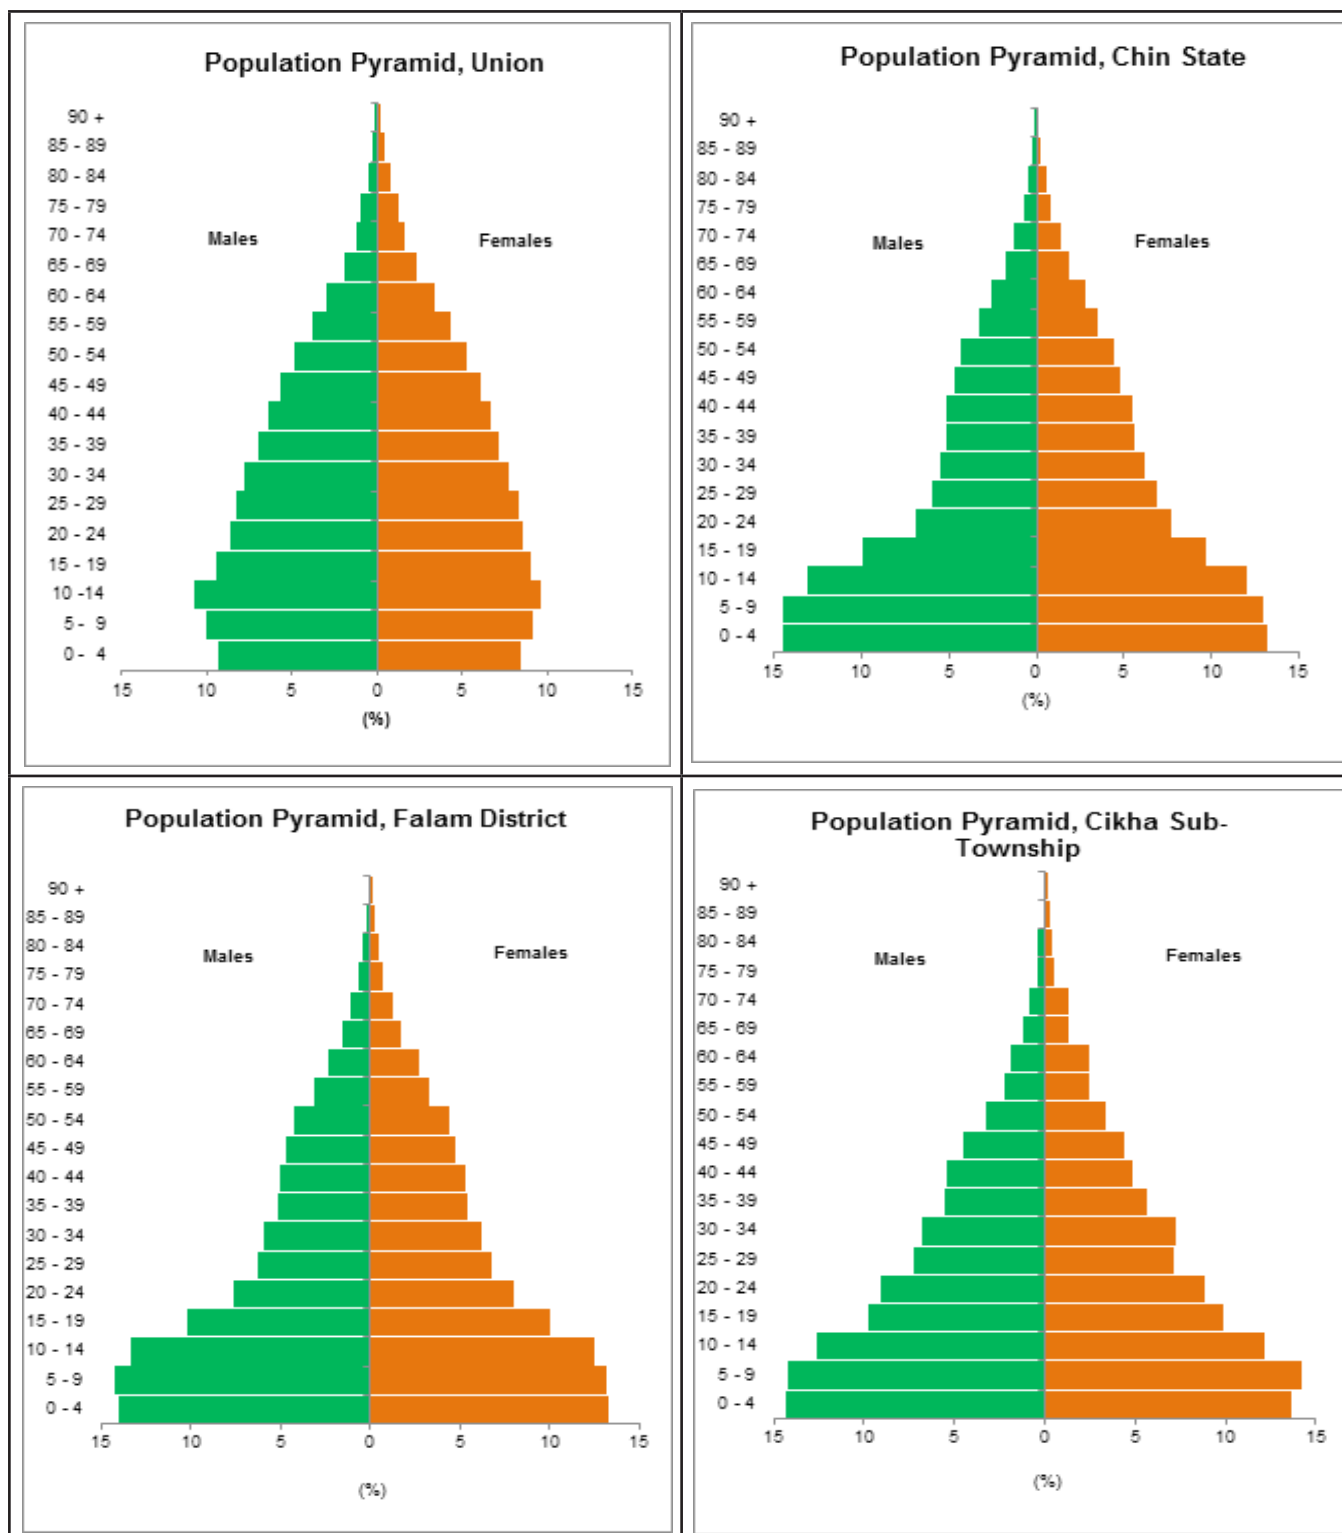 Population Pyramid, Union
90 +
85 - 89
80 - 84
75 - 79
70 - 74
65 - 69
60 - 64
55 - 59
50 - 54
45 - 49
40 - 44
35 - 39
30 - 34
25 - 29
20 - 24
15 - 19
10 -14
5 - 9
0 - 4
Males
Females
15 10 5 0 5 10 15
(%)
Population Pyramid, Chin State
90 +
85 - 89
80 - 84
75 - 79
70 - 74
65 - 69
60 - 64
55 - 59
50 - 54
45 - 49
40 - 44
35 - 39
30 - 34
25 - 29
20 - 24
15 - 19
10 - 14
5 - 9
0 - 4
Males
Females
15 10 5 0 5 10 15
(%)
Population Pyramid, Falam District
90 +
85 - 89
80 - 84
75 - 79
70 - 74
65 - 69
60 - 64
55 - 59
50 - 54
45 - 49
40 - 44
35 - 39
30 - 34
25 - 29
20 - 24
15 - 19
10 - 14
5 - 9
0 - 4
Males
Females
15 10 5 0 5 10 15
(%)
Population Pyramid, Cikha Sub-
Township
90 +
85 - 89
80 - 84
75 - 79
70 - 74
65 - 69
60 - 64
55 - 59
50 - 54
45 - 49
40 - 44
35 - 39
30 - 34
25 - 29
20 - 24
15 - 19
10 - 14
5 - 9
0 - 4
Males
Females
15 10 5 0 5 10 15
(%)